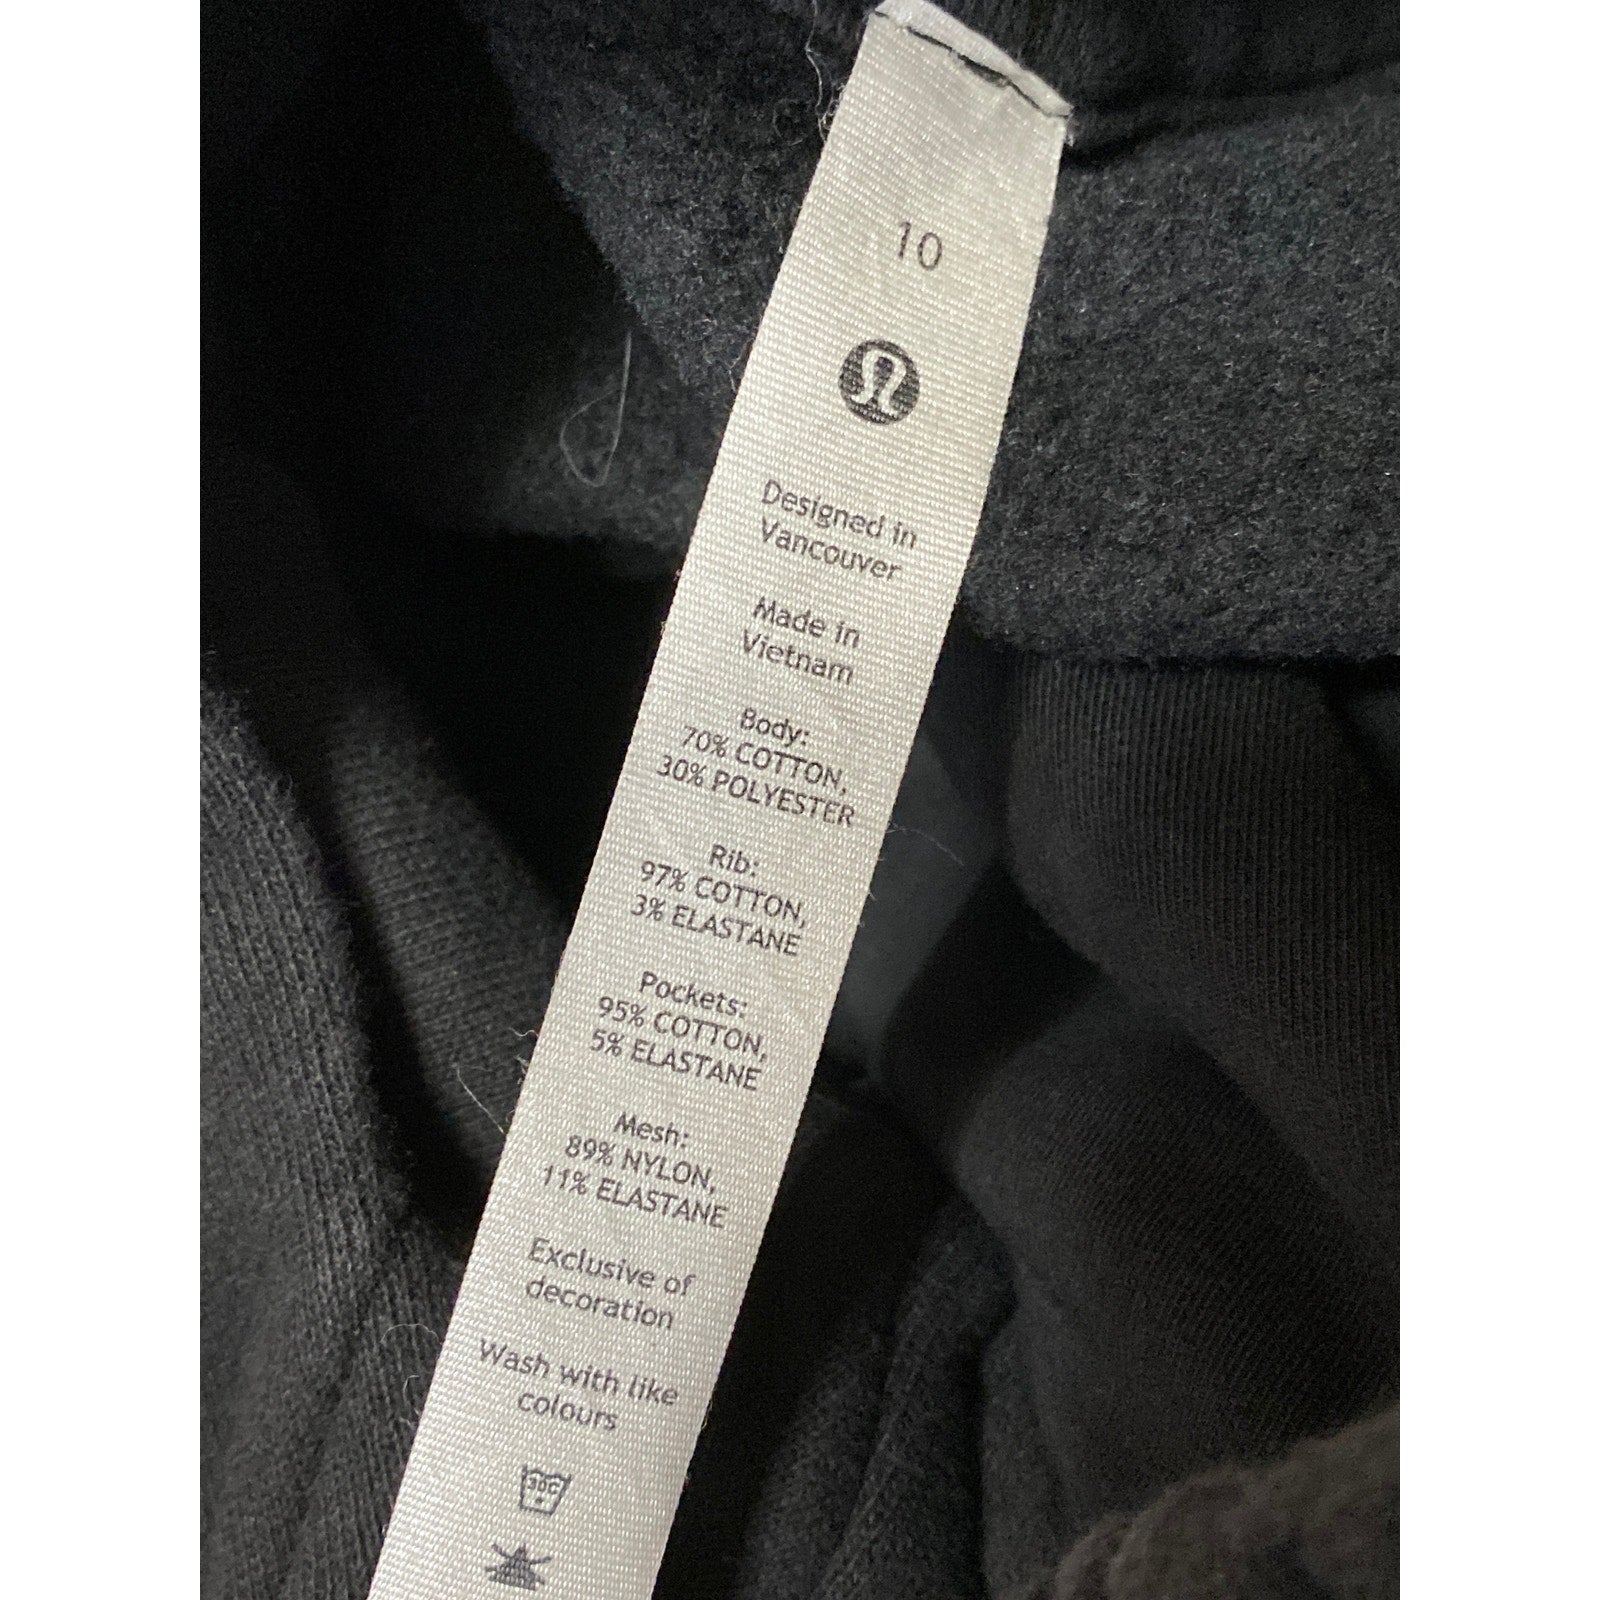 10
Designed in
Vancouver
Made in
Vietnam
Body:
70% COTTON,
30% POLYESTER
Rib:
97% COTTON,
3% ELASTANE
Pockets:
95% COTTON,
5% ELASTANE
Mesh:
89% NYLON,
11% ELASTANE
Exclusive of
decoration
Wash with like
colours
30C